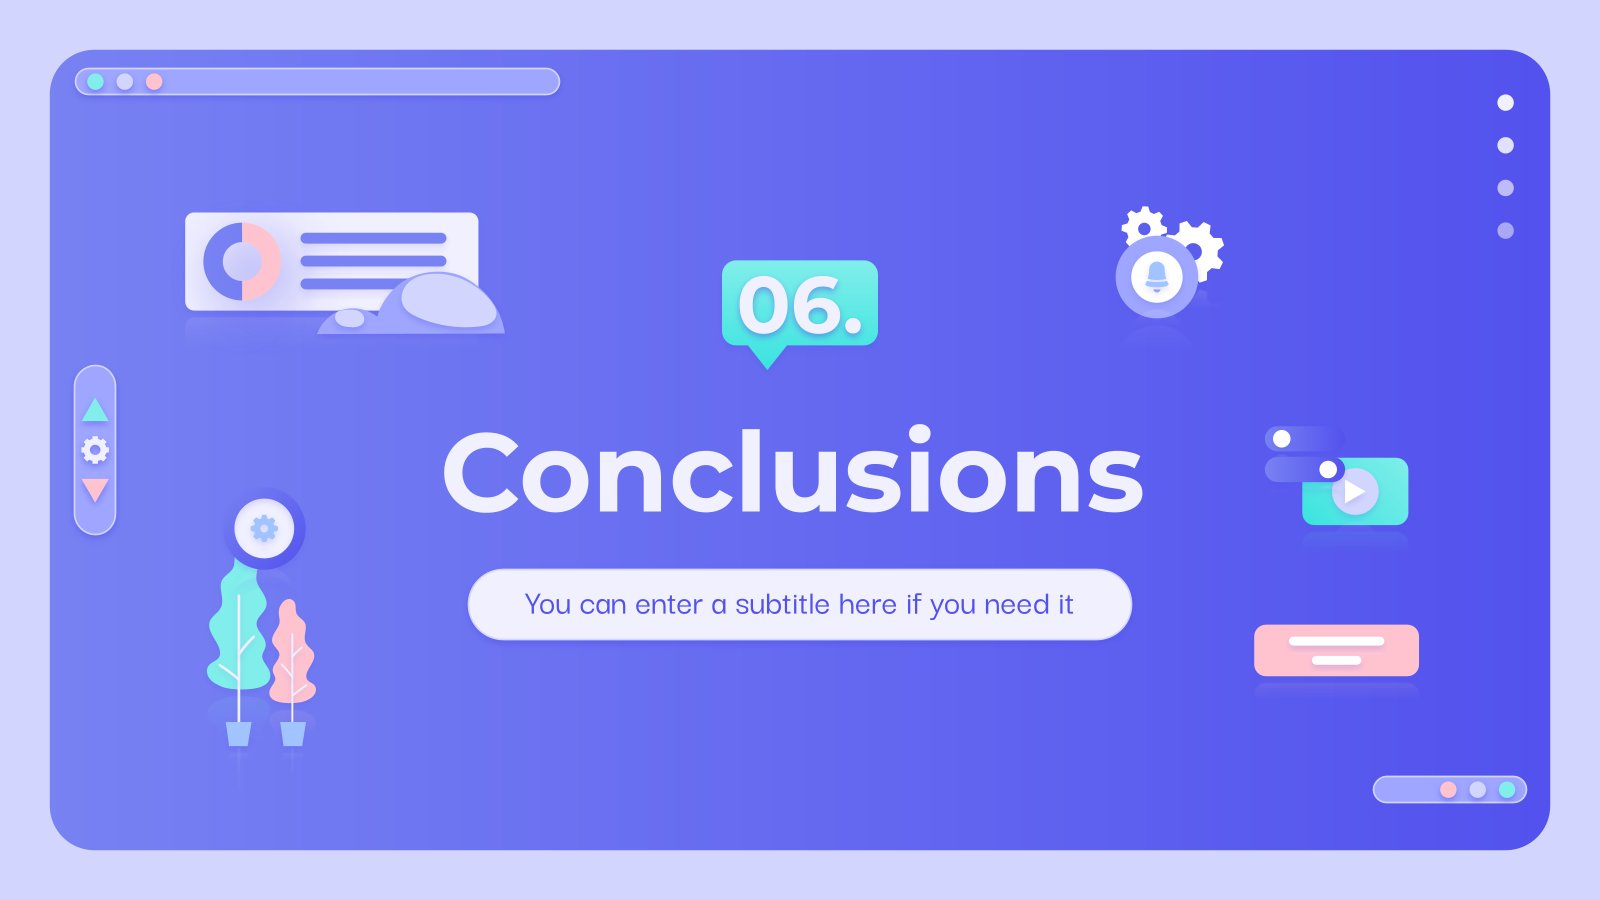 06.
Conclusions
You can enter a subtitle here if you need it